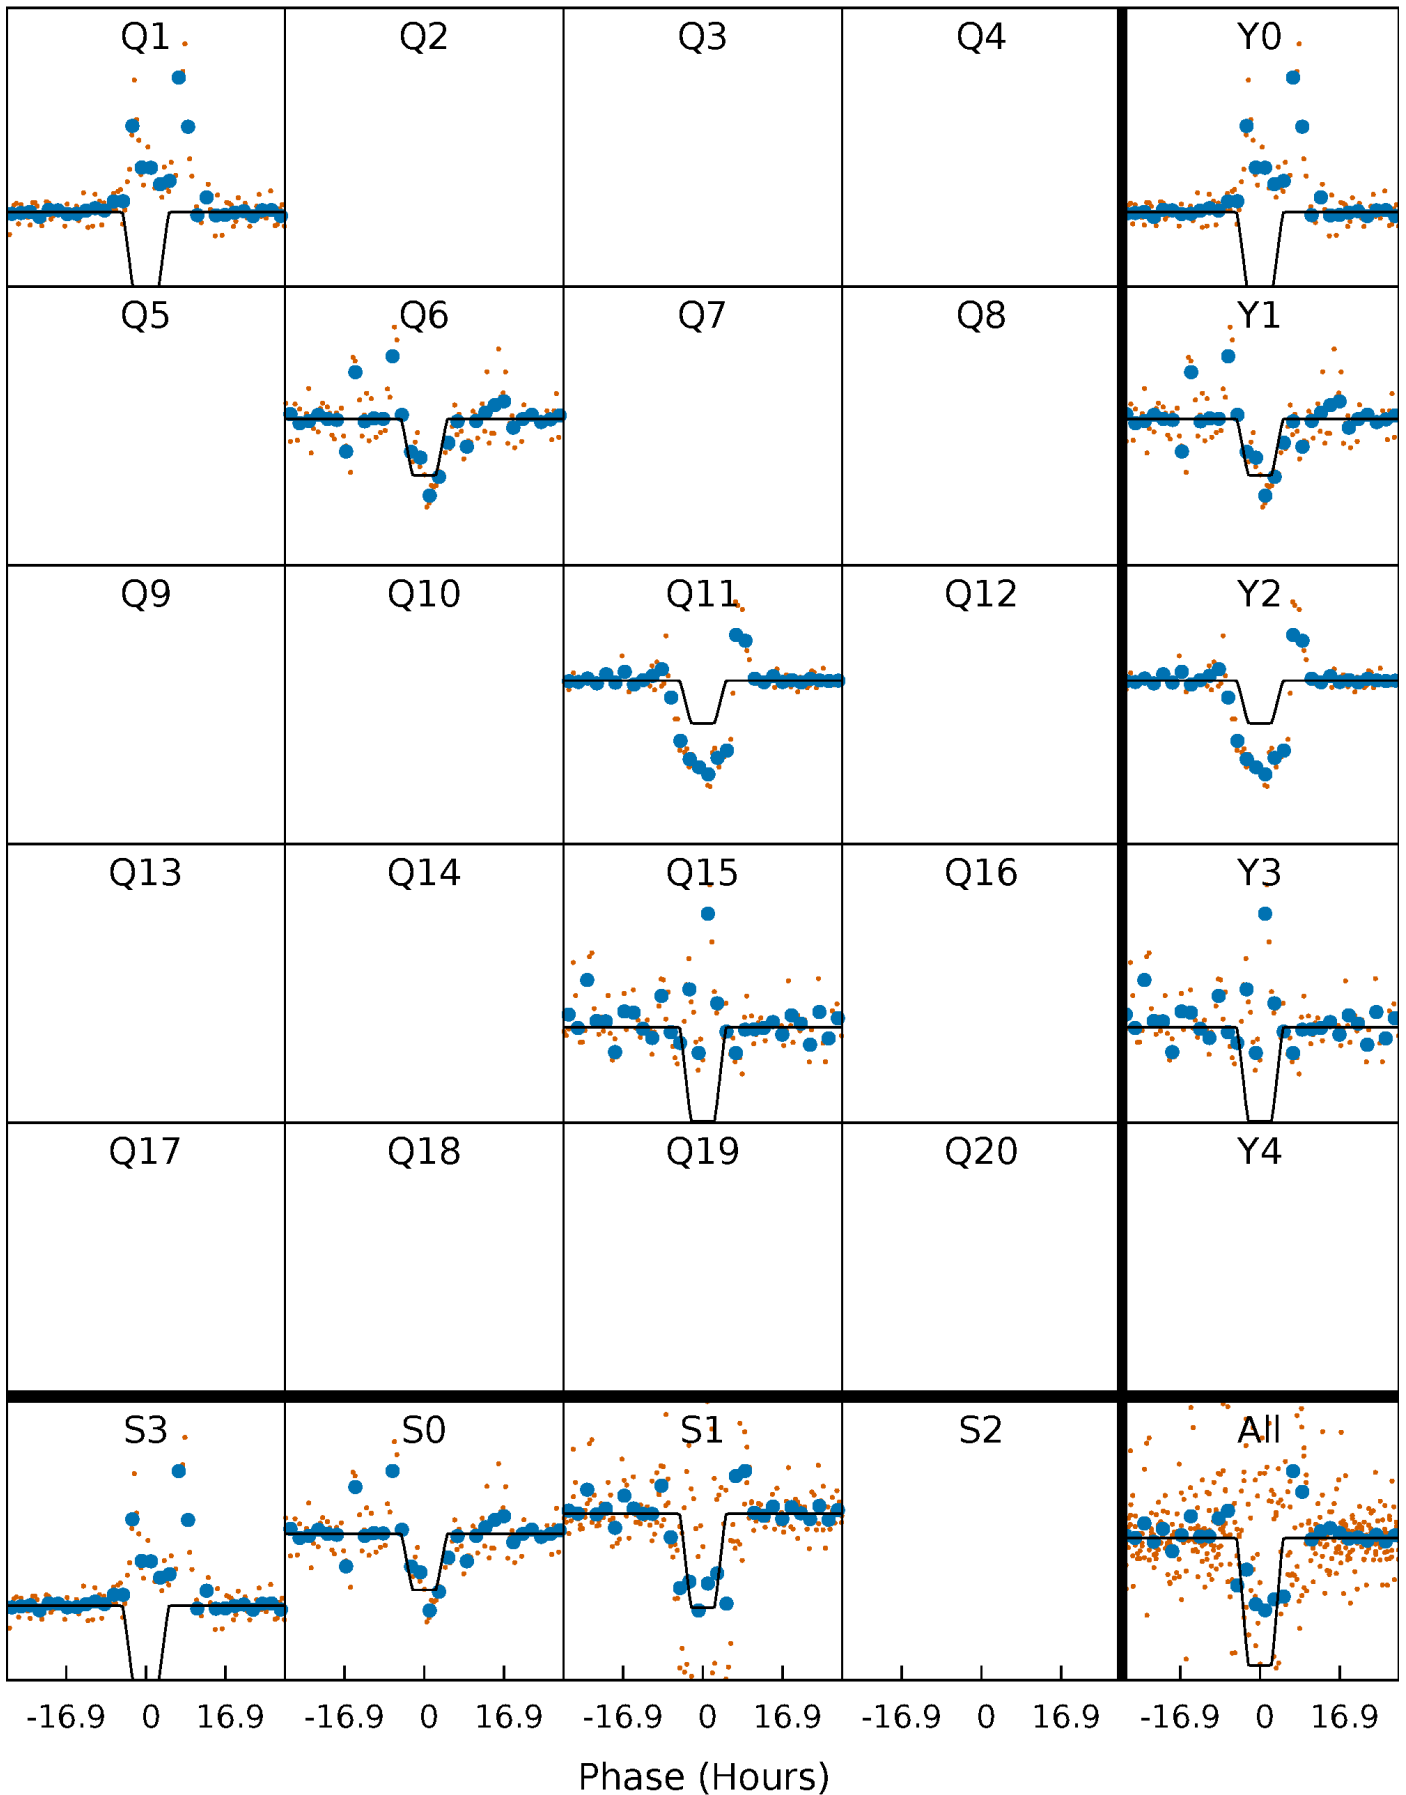 Q1 Q2 Q3 Q4 Y0
Q5 Q6 Q7 Q8 Y1
Q9 Q10 Q11 Q12 Y2
Q13 Q14 Q15 Q16 Y3
Q17 Q18 Q19 Q20 Y4
S3 S0 S1 S2 All
-16.9 0 16.9 -16.9 0 16.9 -16.9 0 16.9 -16.9 0 16.9 -16.9 0 16.9
Phase (Hours)